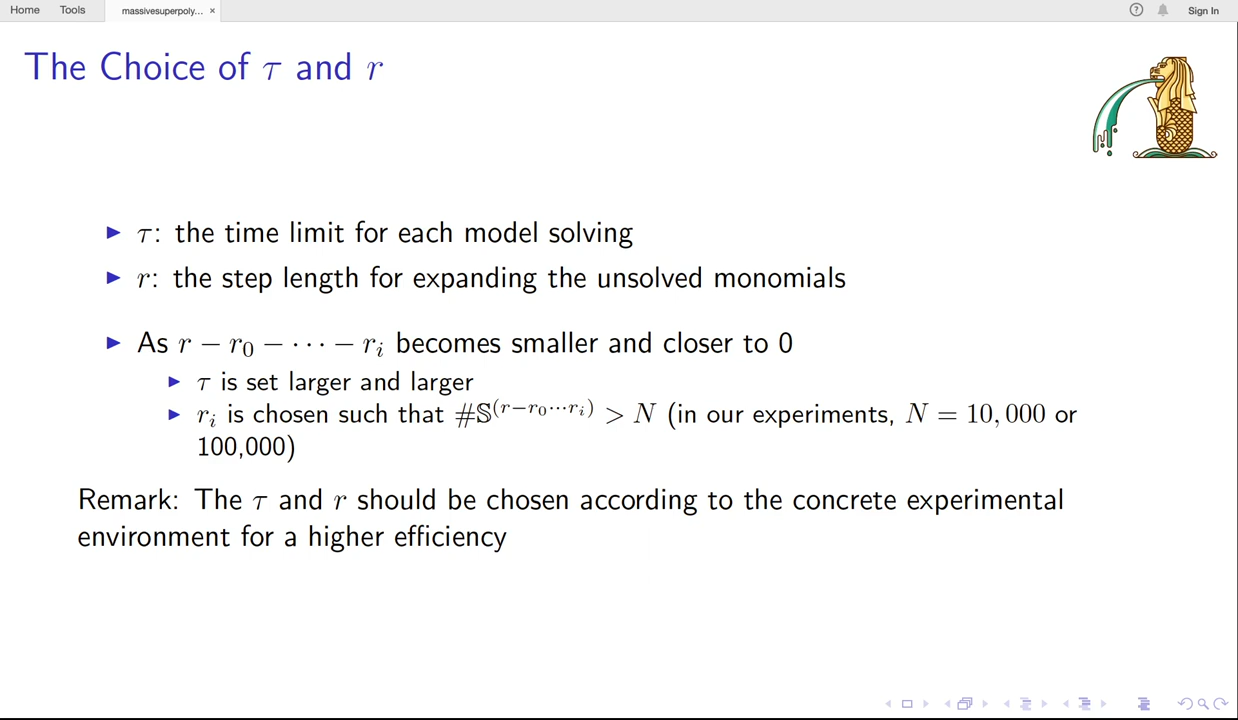 Home Tools massivesuperpoly... × Sign In
The Choice of τ and r
▶ τ: the time limit for each model solving
▶ r: the step length for expanding the unsolved monomials
▶ As r − r₀ − ⋯ − rᵢ becomes smaller and closer to 0
▶ τ is set larger and larger
▶ rᵢ is chosen such that #𝕊^(r−r₀⋯rᵢ) > N (in our experiments, N = 10,000 or
100,000)
Remark: The τ and r should be chosen according to the concrete experimental
environment for a higher efficiency